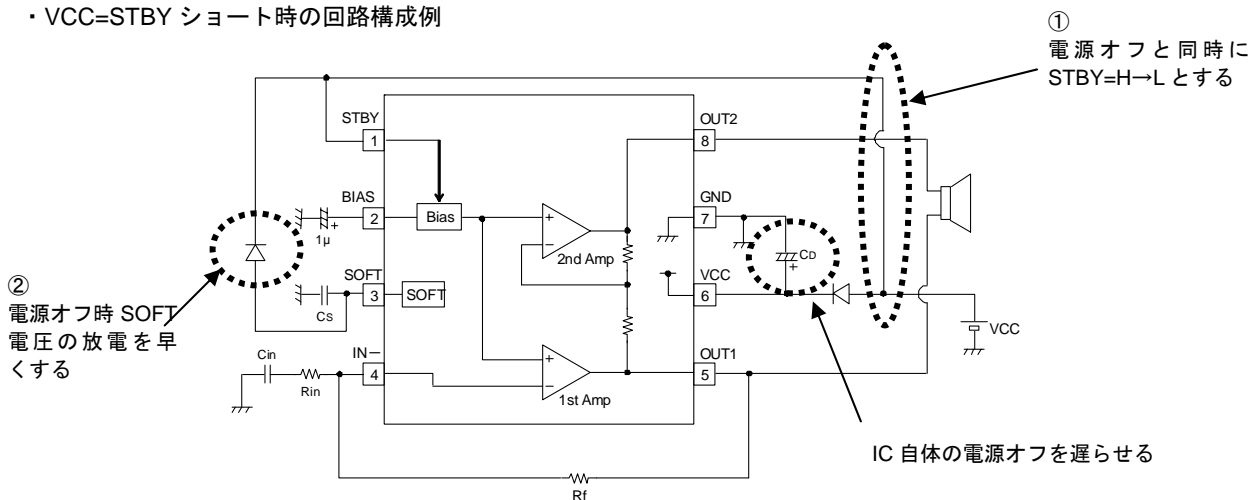 ・VCC=STBY ショート時の回路構成例
①
電源オフと同時に
STBY=H→L とする
STBY
1
OUT2
8
BIAS
2
Bias
1μ
+
GND
7
+
−
2nd Amp
CD
+
②
電源オフ時 SOFT
電圧の放電を早
くする
SOFT
3
SOFT
Cs
VCC
6
VCC
IN−
4
Cin
Rin
+
−
1st Amp
OUT1
5
IC 自体の電源オフを遅らせる
Rf